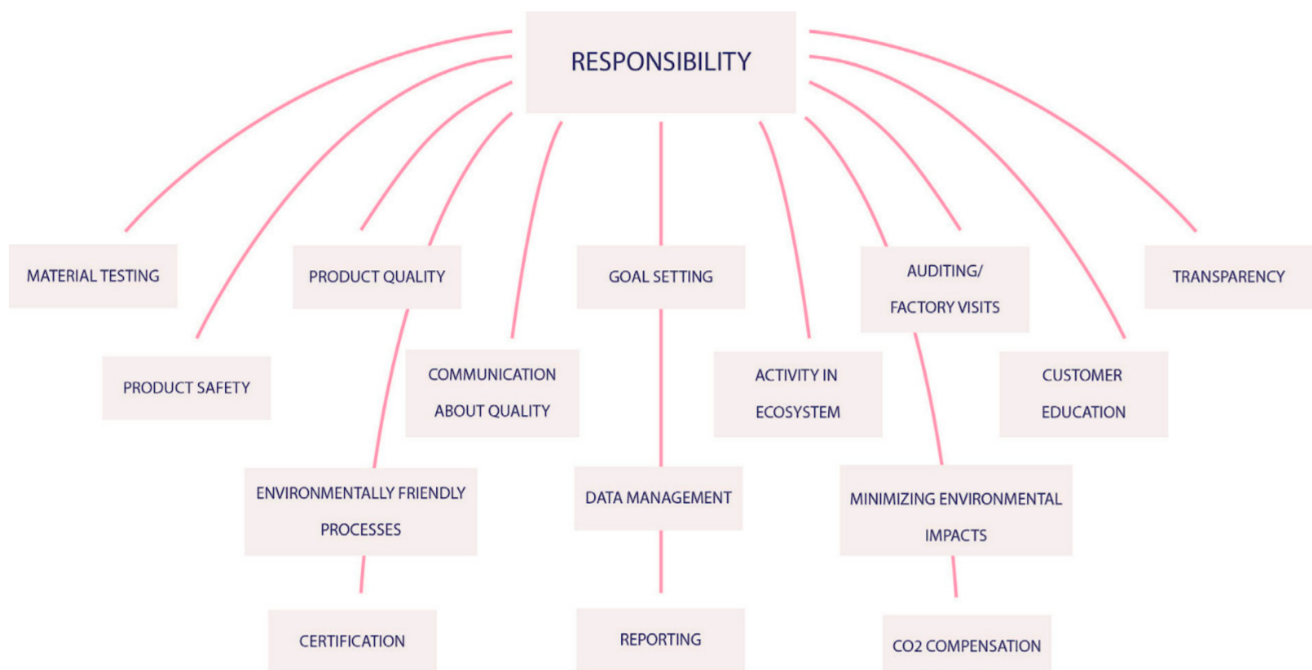 RESPONSIBILITY
MATERIAL TESTING
PRODUCT QUALITY
GOAL SETTING
AUDITING/
FACTORY VISITS
TRANSPARENCY
PRODUCT SAFETY
COMMUNICATION
ABOUT QUALITY
ACTIVITY IN
ECOSYSTEM
CUSTOMER
EDUCATION
ENVIRONMENTALLY FRIENDLY
PROCESSES
DATA MANAGEMENT
MINIMIZING ENVIRONMENTAL
IMPACTS
CERTIFICATION
REPORTING
CO2 COMPENSATION